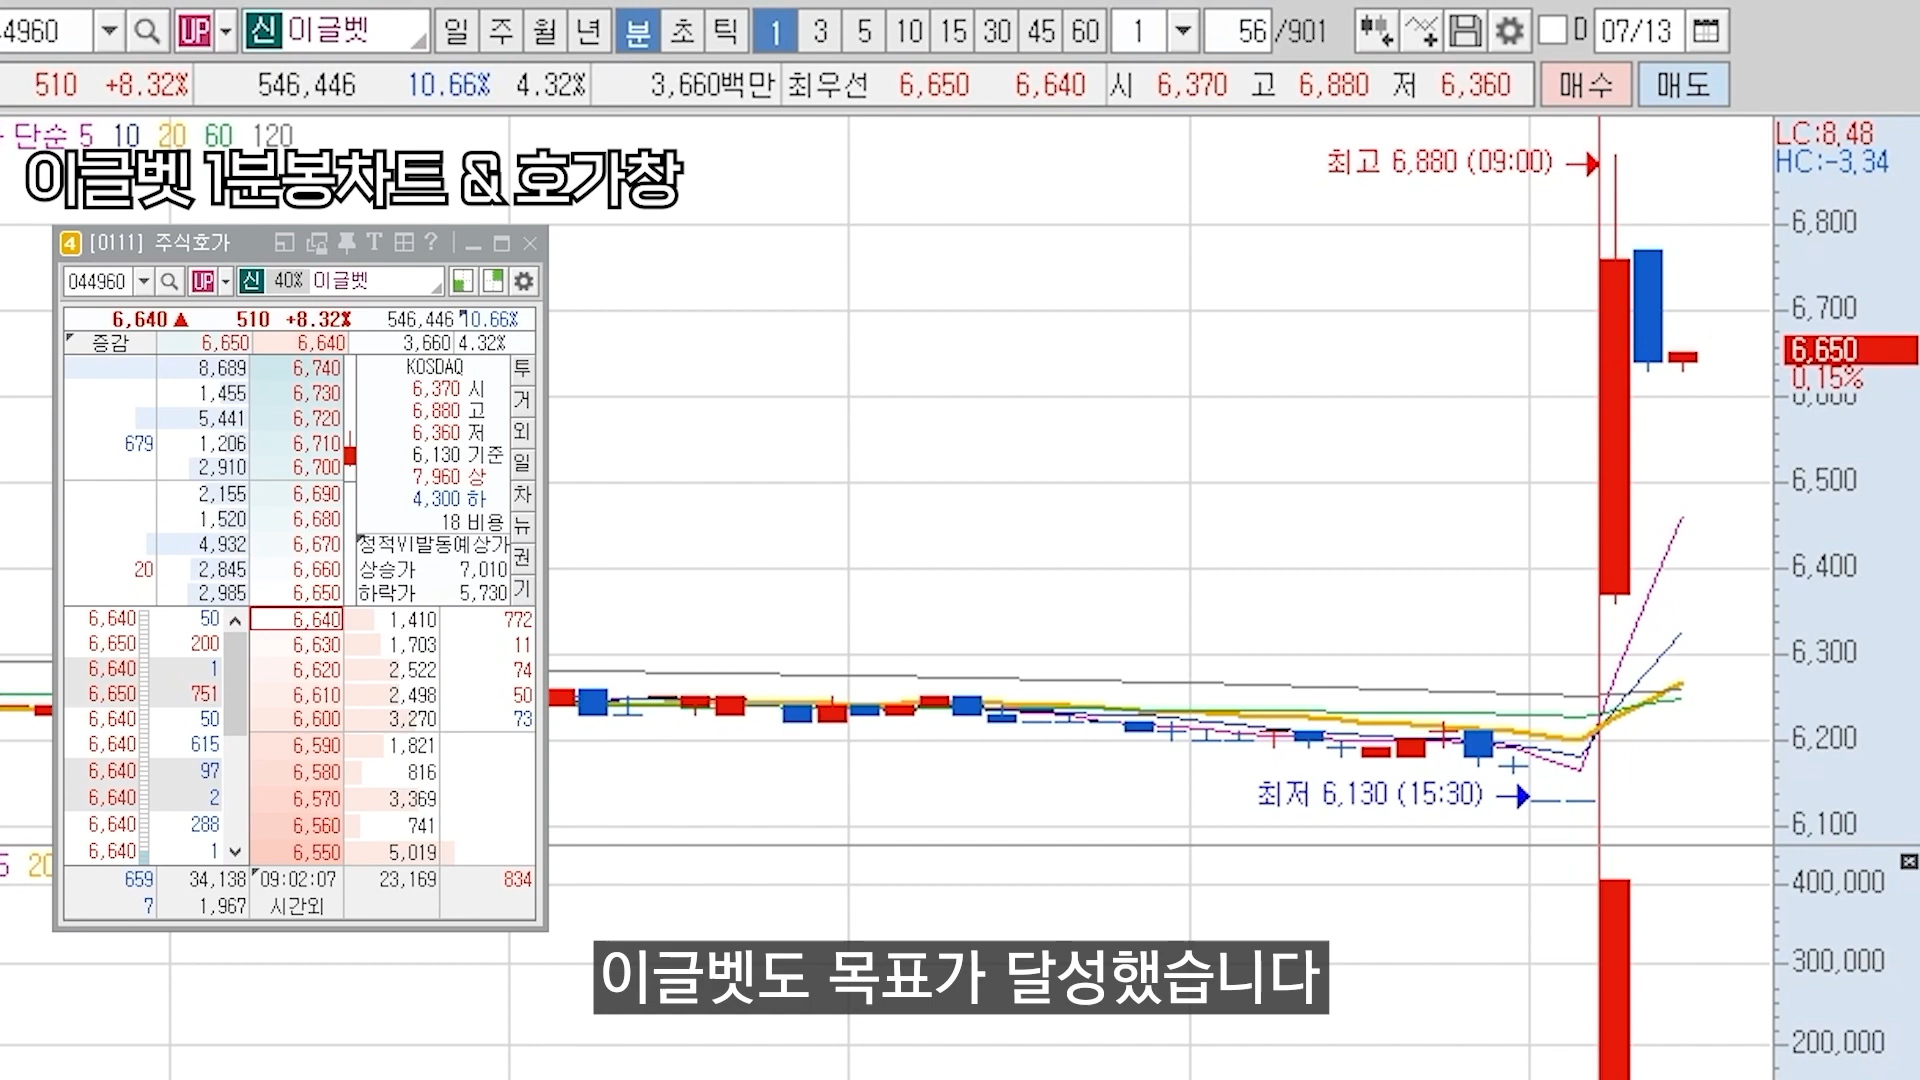 44960 UP 신 이글벳 일 주 월 년 분 초 틱 1 3 5 10 15 30 45 60 1 56 /901 D 07/13
510 +8.32% 546,446 10.66% 4.32% 3,660백만 최우선 6,650 6,640 시 6,370 고 6,880 저 6,360 매수 매도
단순 5 10 20 60 120
이글벳 1분봉차트 & 호가창
최고 6,880 (09:00)
LC:8.48
HC:-3.34
6,800
6,700
6,650
0.15%
6,500
6,400
6,300
6,200
6,100
최저 6,130 (15:30)
400,000
300,000
200,000
5 20
4 [0111] 주식호가 T ?
044960 UP 신 40% 이글벳
6,640 ▲ 510 +8.32% 546,446 10.66%
증감 6,650 6,640 3,660 4.32%
8,689 6,740 KOSDAQ 투
1,455 6,730 6,370 시 거
5,441 6,720 6,880 고
679 1,206 6,710 6,360 저 외
2,910 6,700 6,130 기준 일
7,960 상
2,155 6,690 4,300 하 차
1,520 6,680 18 비용 뉴
4,932 6,670 정적VI발동예상가 권
20 2,845 6,660 상승가 7,010
2,985 6,650 하락가 5,730 기
6,640 50 6,640 1,410 772
6,650 200 6,630 1,703 11
6,640 1 6,620 2,522 74
6,650 751 6,610 2,498 50
6,640 50 6,600 3,270 73
6,640 615 6,590 1,821
6,640 97 6,580 816
6,640 2 6,570 3,369
6,640 288 6,560 741
6,640 1 6,550 5,019
659 34,138 09:02:07 23,169 834
7 1,967 시간외
이글벳도 목표가 달성했습니다